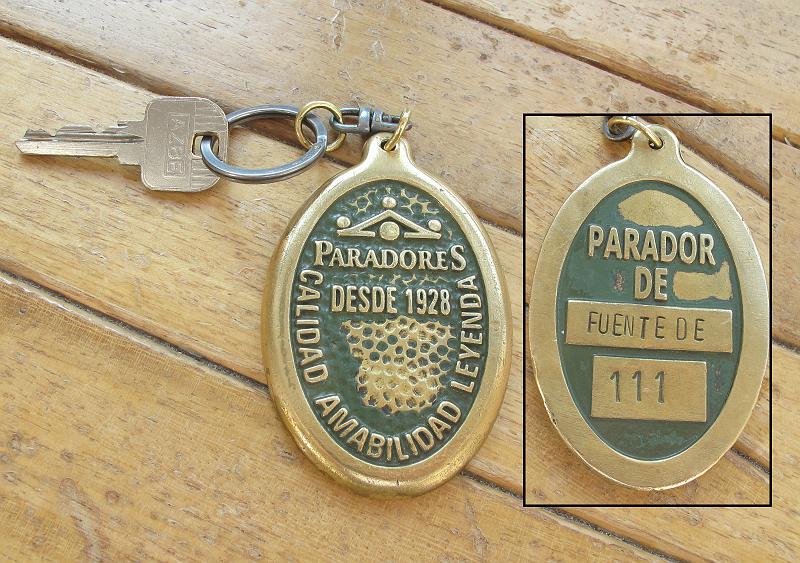 PARADORES
DESDE 1928
CALIDAD AMABILIDAD LEYENDA
PARADOR
DE
FUENTE DE
111